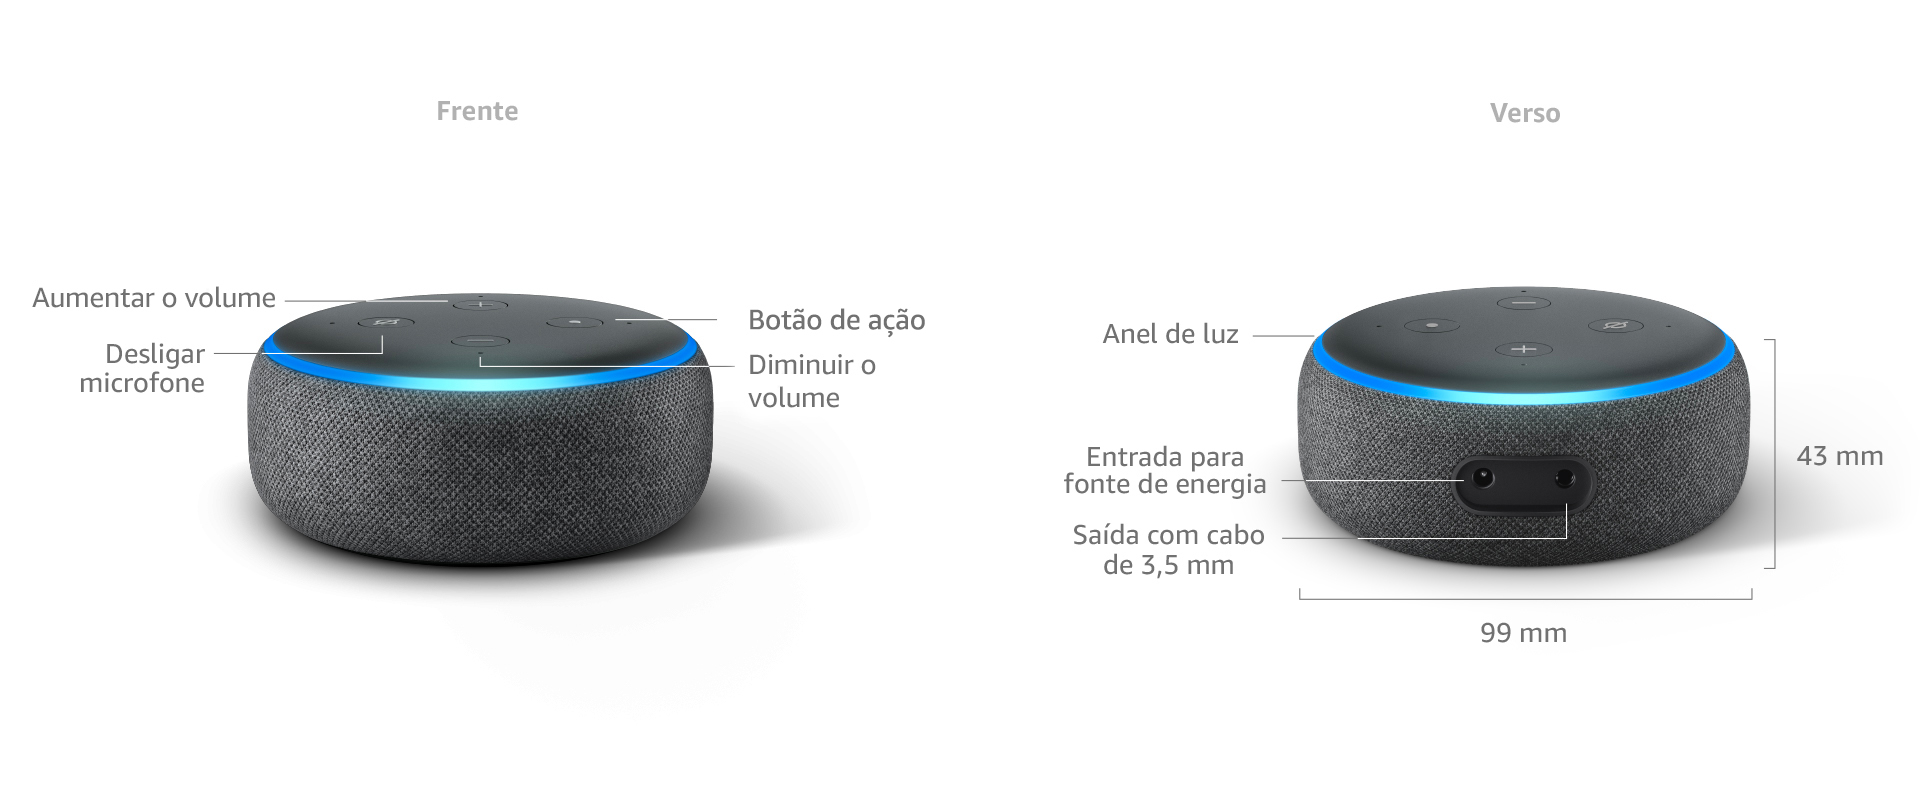 Frente
Aumentar o volume
Desligar
microfone
Botão de ação
Diminuir o
volume
Verso
Anel de luz
Entrada para
fonte de energia
Saída com cabo
de 3,5 mm
43 mm
99 mm